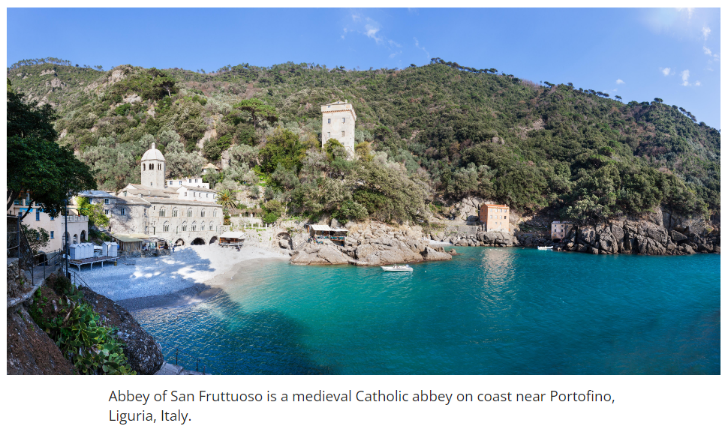 Abbey of San Fruttuoso is a medieval Catholic abbey on coast near Portofino,
Liguria, Italy.